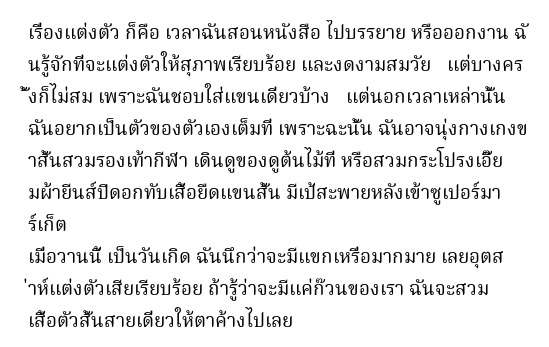 เรื่องแต่งตัว ก็คือ เวลาฉันสอนหนังสือ ไปบรรยาย หรือออกงาน ฉั
นรู้จักที่จะแต่งตัวให้สุภาพเรียบร้อย และงดงามสมวัย แต่บางคร
ั้งก็ไม่สม เพราะฉันชอบใส่แขนเดียวบ้าง แต่นอกเวลาเหล่านั้น
ฉันอยากเป็นตัวของตัวเองเต็มที่ เพราะฉะนั้น ฉันอาจนุ่งกางเกงข
าสั้นสวมรองเท้ากีฬา เดินดูของดูต้นไม้ที่ หรือสวมกระโปรงเอี๊ย
มผ้ายีนส์ปิดอกทับเสื้อยืดแขนสั้น มีเป้สะพายหลังเข้าซูเปอร์มา
ร์เก็ต
เมื่อวานนี้ เป็นวันเกิด ฉันนึกว่าจะมีแขกเหรื่อมากมาย เลยอุตส
่าห์แต่งตัวเสียเรียบร้อย ถ้ารู้ว่าจะมีแค่ก๊วนของเรา ฉันจะสวม
เสื้อตัวสั้นสายเดี่ยวให้ตาค้างไปเลย